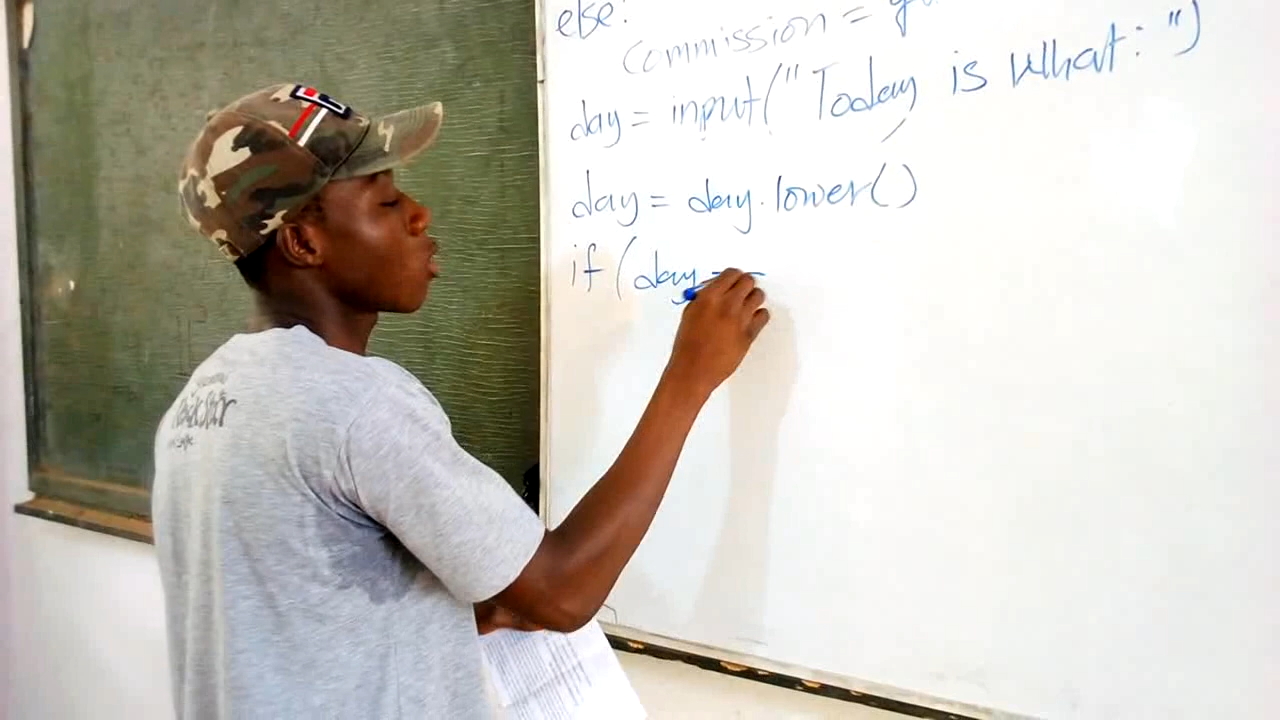 else:
Commission =
day = input("Today is What: ")
day = day.lower()
if (day ==